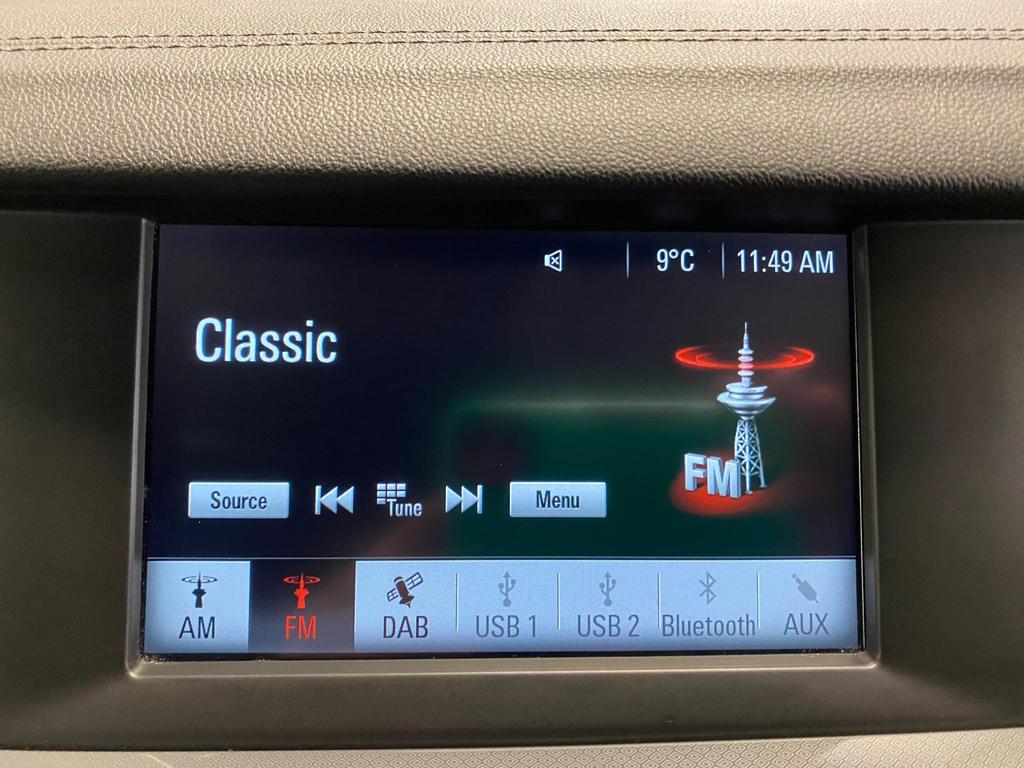 9°C 11:49 AM
Classic
FM
Source Tune Menu
AM FM DAB USB 1 USB 2 Bluetooth AUX